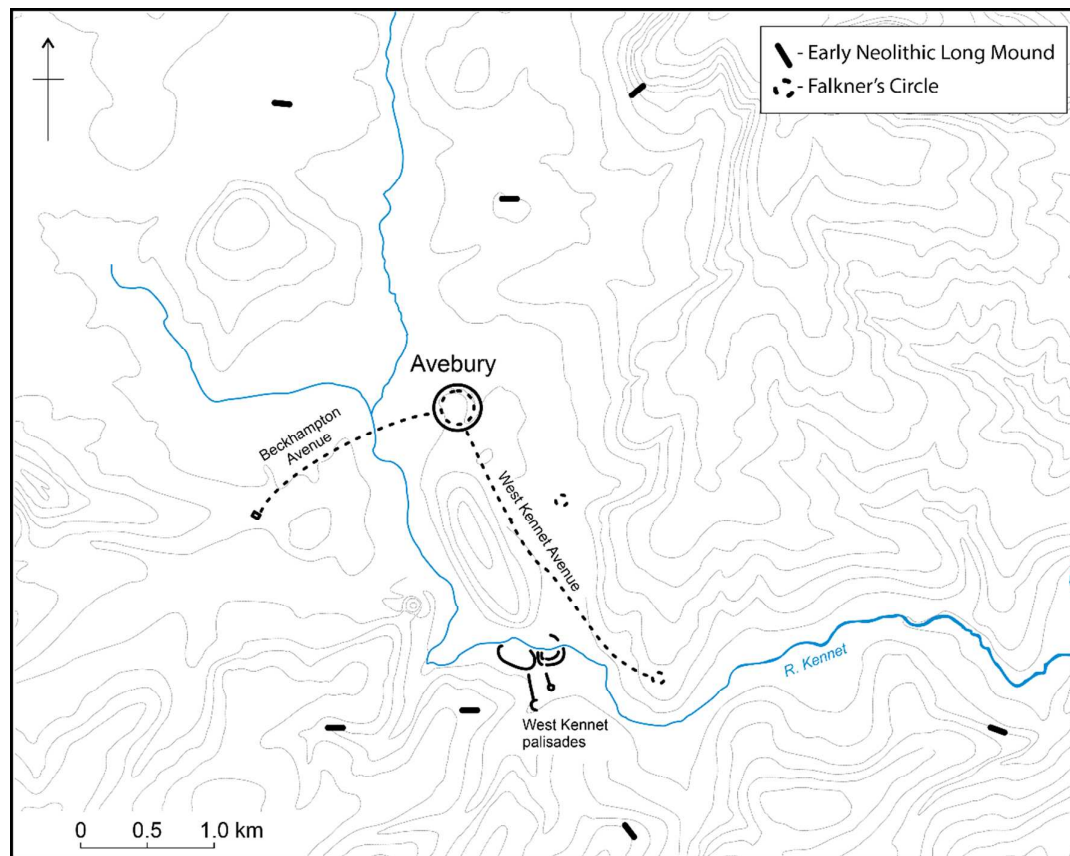 - Early Neolithic Long Mound
- Falkner's Circle
Avebury
Beckhampton
Avenue
West Kennet Avenue
R. Kennet
West Kennet
palisades
0 0.5 1.0 km